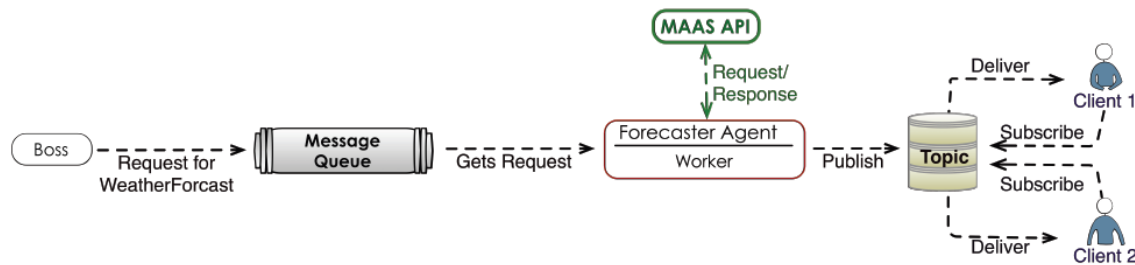 MAAS API
Request/
Response
Deliver
Client 1
Boss
Request for
WeatherForcast
Message
Queue
Gets Request
Forecaster Agent
Worker
Publish
Topic
Subscribe
Subscribe
Deliver
Client 2